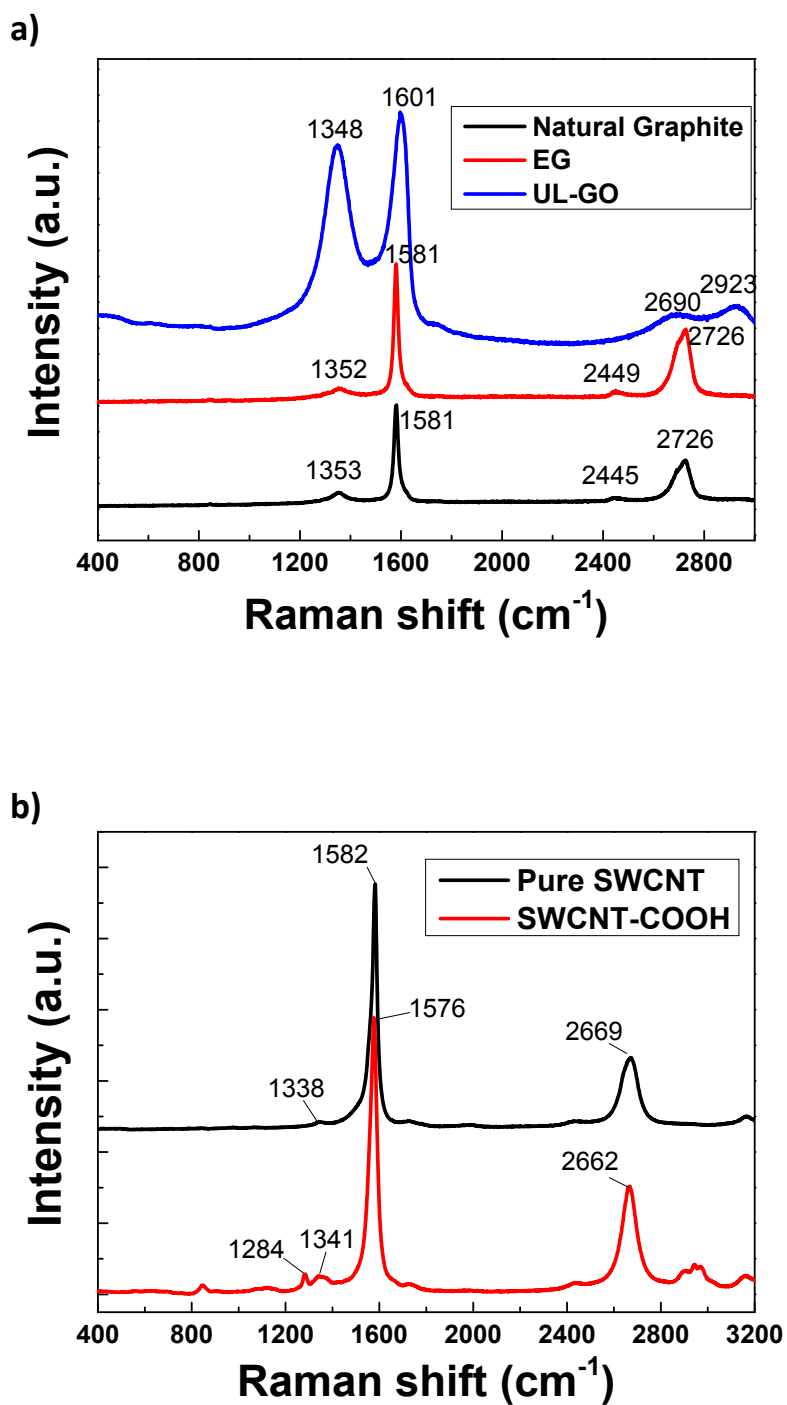 a)
1601
1348
Natural Graphite
EG
UL-GO
1581
2923
2690
2726
1352
2449
1581
2726
1353
2445
Intensity (a.u.)
400 1200 1600 2000 2400 2800
Raman shift (cm⁻¹)
b)
1582
Pure SWCNT
SWCNT-COOH
1576
2669
1338
2662
1284
1341
Intensity (a.u.)
400 1200 1600 2000 2400 2800 3200
Raman shift (cm⁻¹)